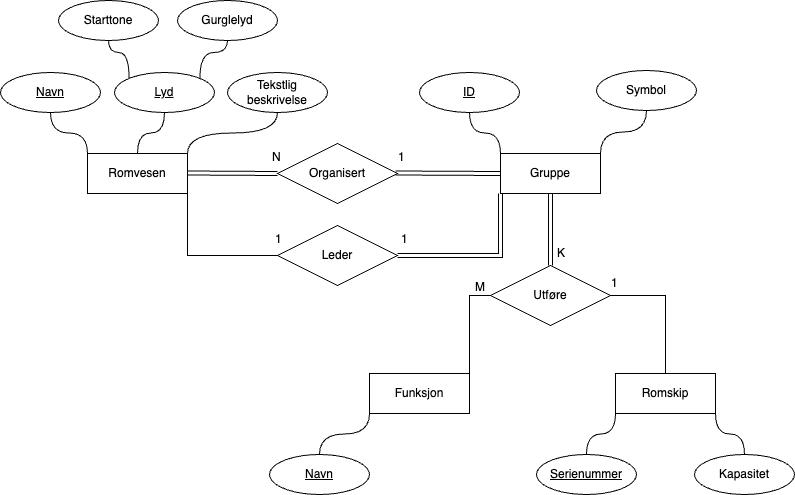 Starttone
Gurglelyd
Navn
Lyd
Tekstlig
beskrivelse
ID
Symbol
Romvesen
N
Organisert
1
Gruppe
1
Leder
1
K
M
Utføre
1
Funksjon
Romskip
Navn
Serienummer
Kapasitet